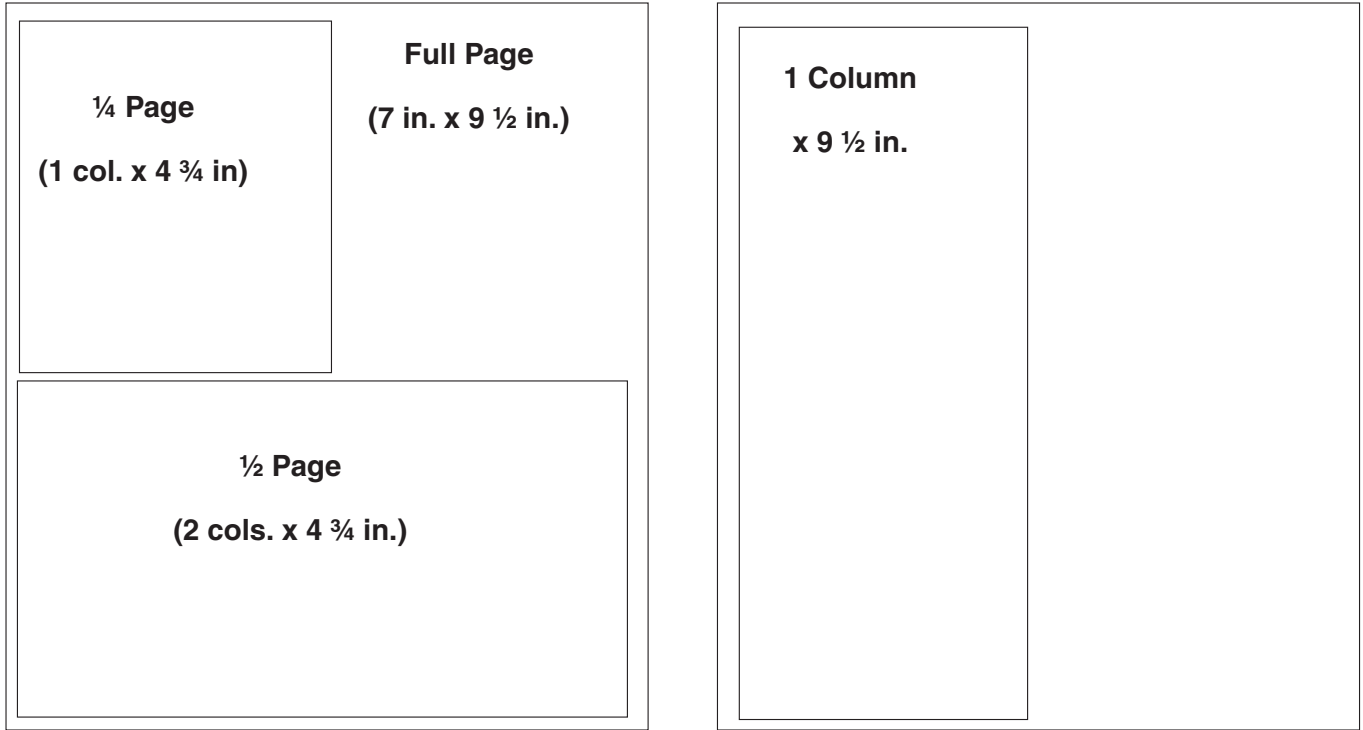 ¼ Page
(1 col. x 4 ¾ in)
Full Page
(7 in. x 9 ½ in.)
½ Page
(2 cols. x 4 ¾ in.)
1 Column
x 9 ½ in.